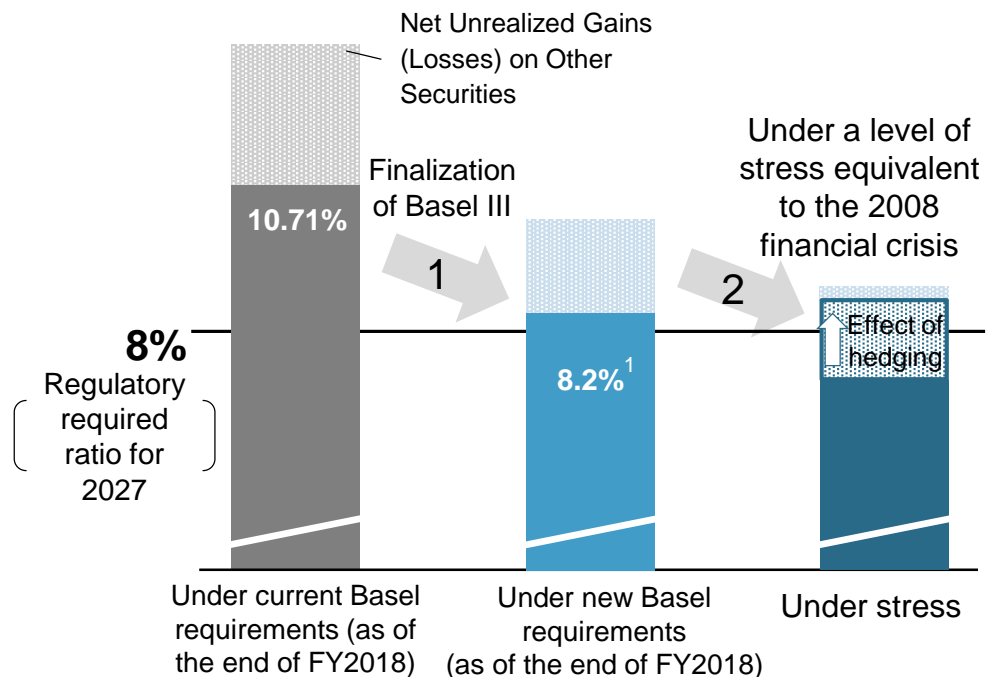 Net Unrealized Gains
(Losses) on Other
Securities
Finalization
of Basel III
Under a level of
stress equivalent
to the 2008
financial crisis
10.71%
1
2
8%
Regulatory
required
ratio for
2027
8.2%1
Effect of
hedging
Under current Basel
requirements (as of
the end of FY2018)
Under new Basel
requirements
(as of the end of FY2018)
Under stress